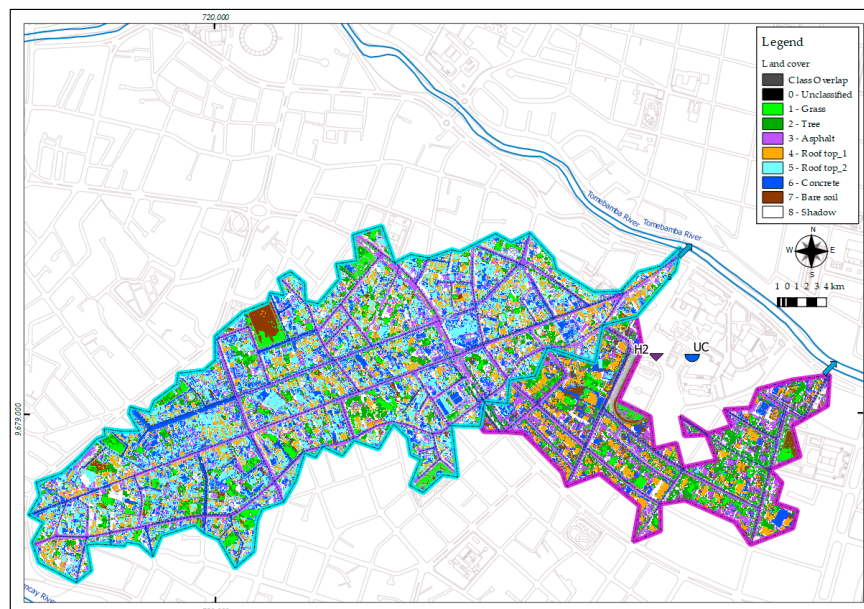 720,000
Legend
Land cover
Class Overlap
0 - Unclassified
1 - Grass
2 - Tree
3 - Asphalt
4 - Roof top_1
5 - Roof top_2
6 - Concrete
7 - Bare soil
8 - Shadow
Tomebamba River Tomebamba River
N
W E
S
1 0 1 2 3 4 km
H2 UC
9.679.000
River